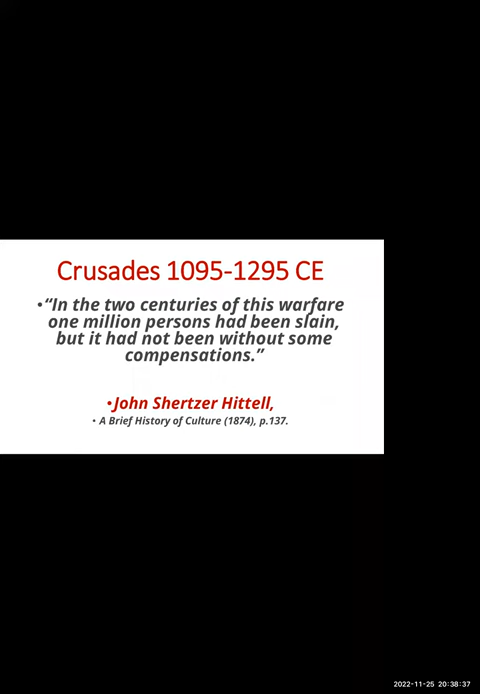 Crusades 1095-1295 CE
•“In the two centuries of this warfare
one million persons had been slain,
but it had not been without some
compensations.”
•John Shertzer Hittell,
• A Brief History of Culture (1874), p.137.
2022-11-25 20:38:37